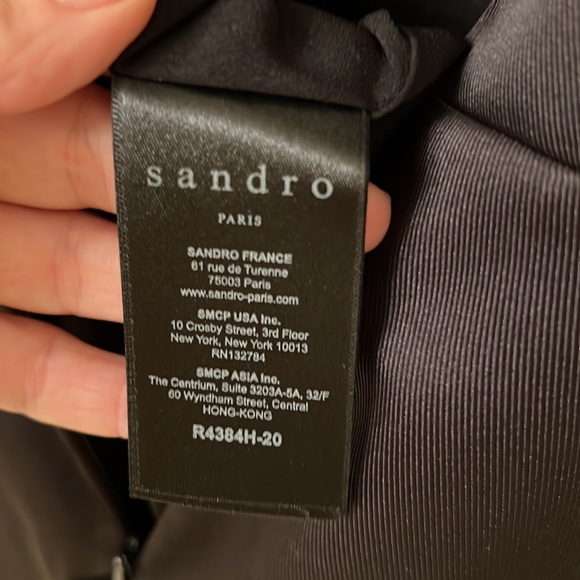 sandro
PARIS
SANDRO FRANCE
61 rue de Turenne
75003 Paris
www.sandro-paris.com
SMCP USA Inc.
10 Crosby Street, 3rd Floor
New York, New York 10013
RN132784
SMCP ASIA Inc.
The Centrium, Suite 3203A-5A, 32/F
60 Wyndham Street, Central
HONG-KONG
R4384H-20